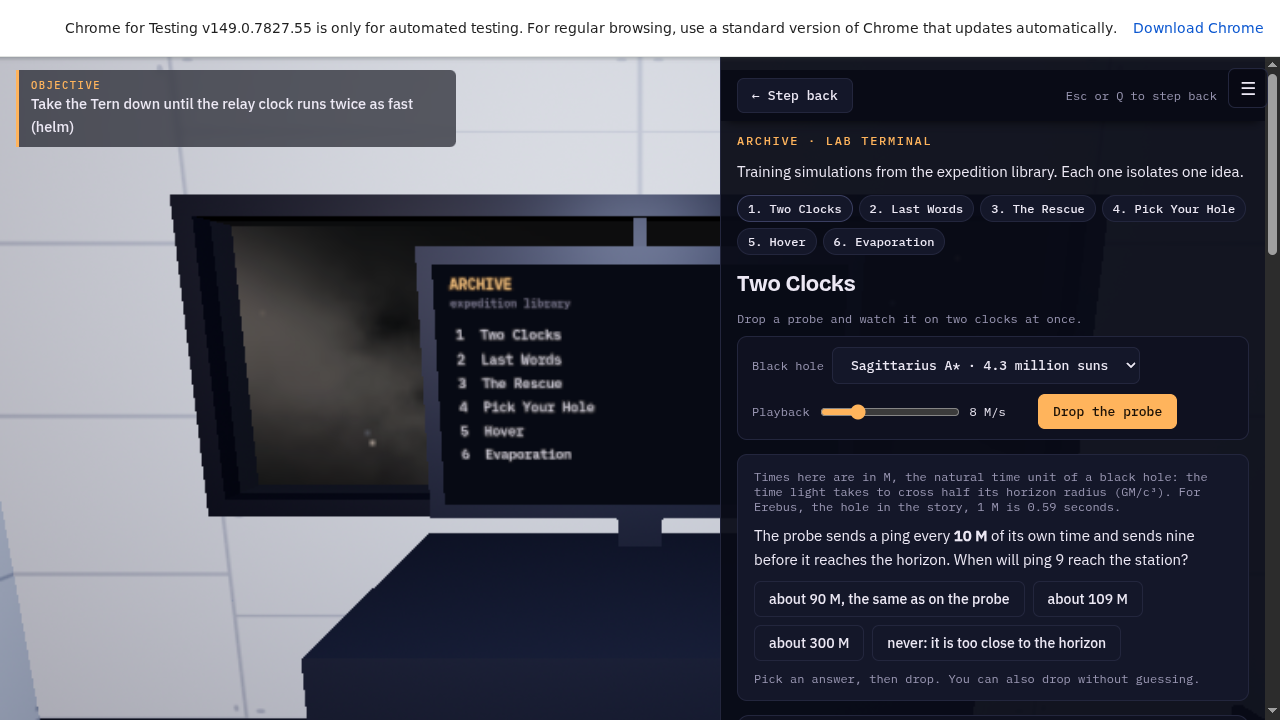 Chrome for Testing v149.0.7827.55 is only for automated testing. For regular browsing, use a standard version of Chrome that updates automatically. Download Chrome
OBJECTIVE
Take the Tern down until the relay clock runs twice as fast
(helm)
ARCHIVE
expedition library
1 Two Clocks
2 Last Words
3 The Rescue
4 Pick Your Hole
5 Hover
6 Evaporation
← Step back
Esc or Q to step back
☰
ARCHIVE · LAB TERMINAL
Training simulations from the expedition library. Each one isolates one idea.
1. Two Clocks 2. Last Words 3. The Rescue 4. Pick Your Hole
5. Hover 6. Evaporation
Two Clocks
Drop a probe and watch it on two clocks at once.
Black hole Sagittarius A★ · 4.3 million suns
Playback 8 M/s Drop the probe
Times here are in M, the natural time unit of a black hole: the
time light takes to cross half its horizon radius (GM/c³). For
Erebus, the hole in the story, 1 M is 0.59 seconds.
The probe sends a ping every 10 M of its own time and sends nine
before it reaches the horizon. When will ping 9 reach the station?
about 90 M, the same as on the probe about 109 M
about 300 M never: it is too close to the horizon
Pick an answer, then drop. You can also drop without guessing.